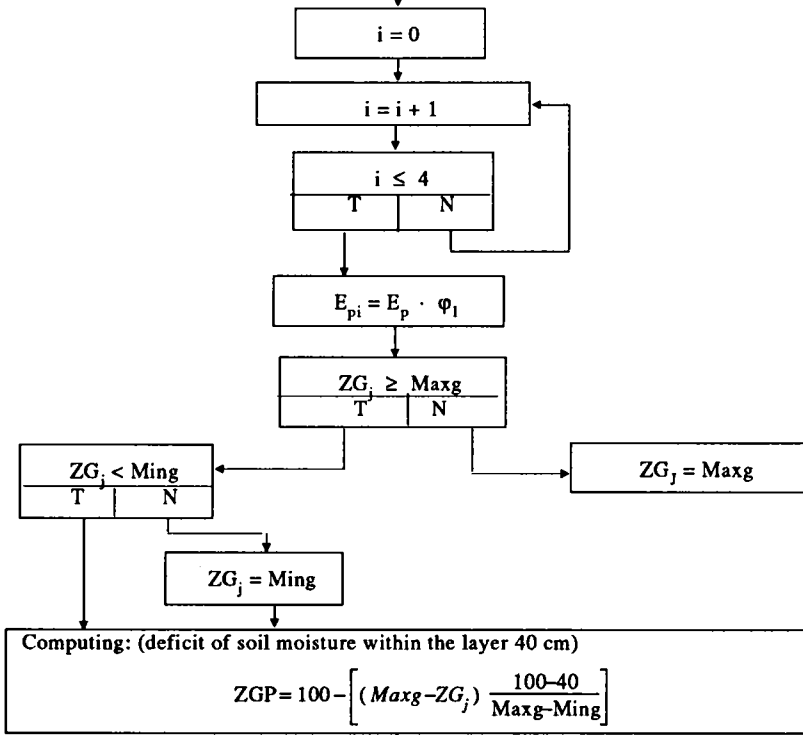 i = 0
i = i + 1
i ≤ 4
T N
E_pi = E_p · φ_1
ZG_j ≥ Maxg
T N
ZG_j < Ming
T N
ZG_J = Maxg
ZG_j = Ming
Computing: (deficit of soil moisture within the layer 40 cm)
ZGP= 100 – [(Maxg–ZG_j) 100–40 / Maxg–Ming]